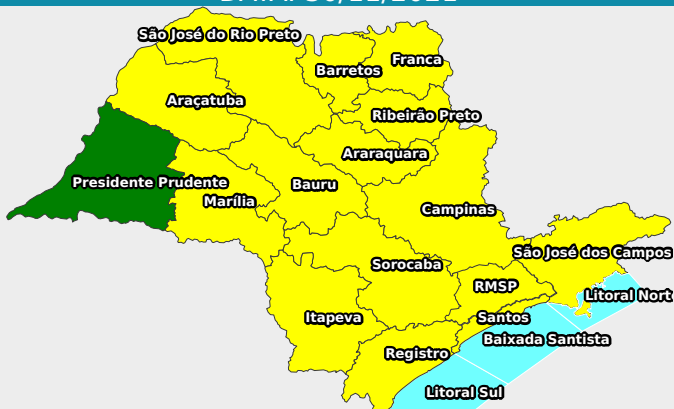 São José do Rio Preto
Franca
Barretos
Araçatuba
Ribeirão Preto
Araraquara
Presidente Prudente
Bauru
Marília
Campinas
São José dos Campos
Sorocaba
RMSP
Litoral Nort
Itapeva
Santos
Baixada Santista
Registro
Litoral Sul